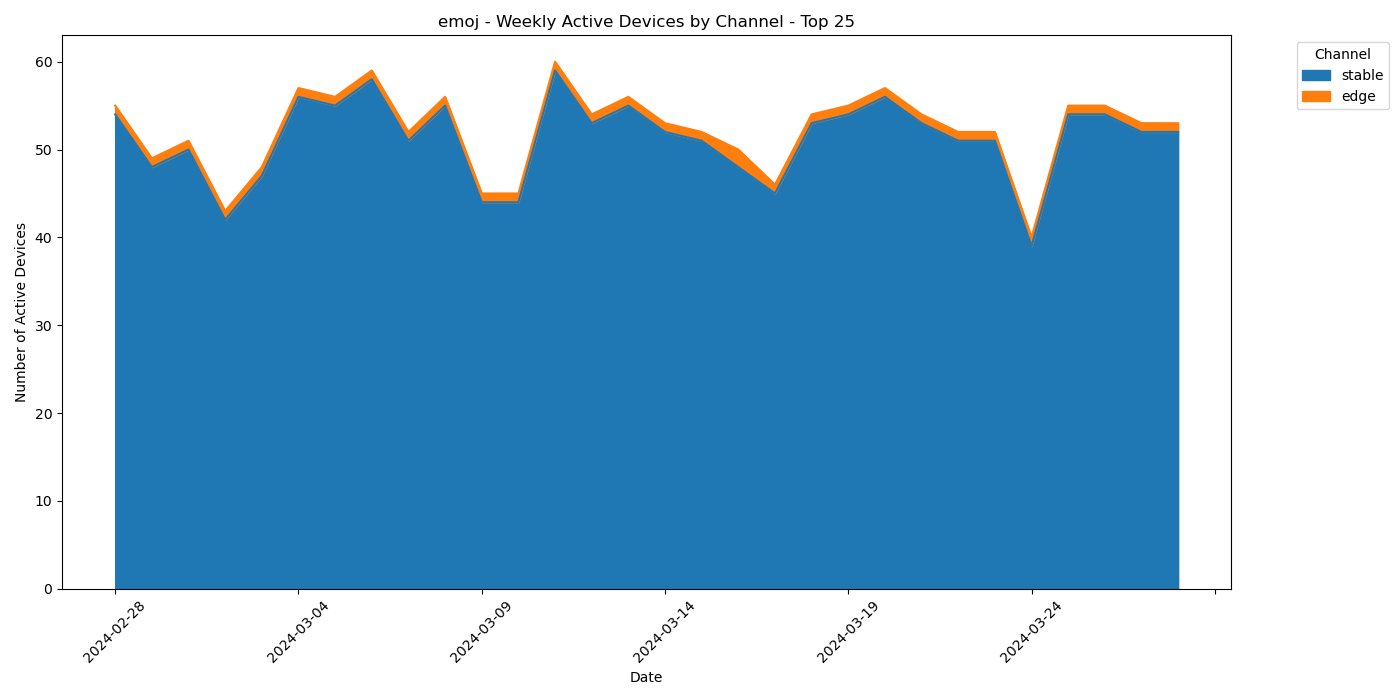 emoj - Weekly Active Devices by Channel - Top 25
Channel
stable
edge
Number of Active Devices
60
50
40
30
20
10
0
2024-02-28
2024-03-04
2024-03-09
2024-03-14
2024-03-19
2024-03-24
Date